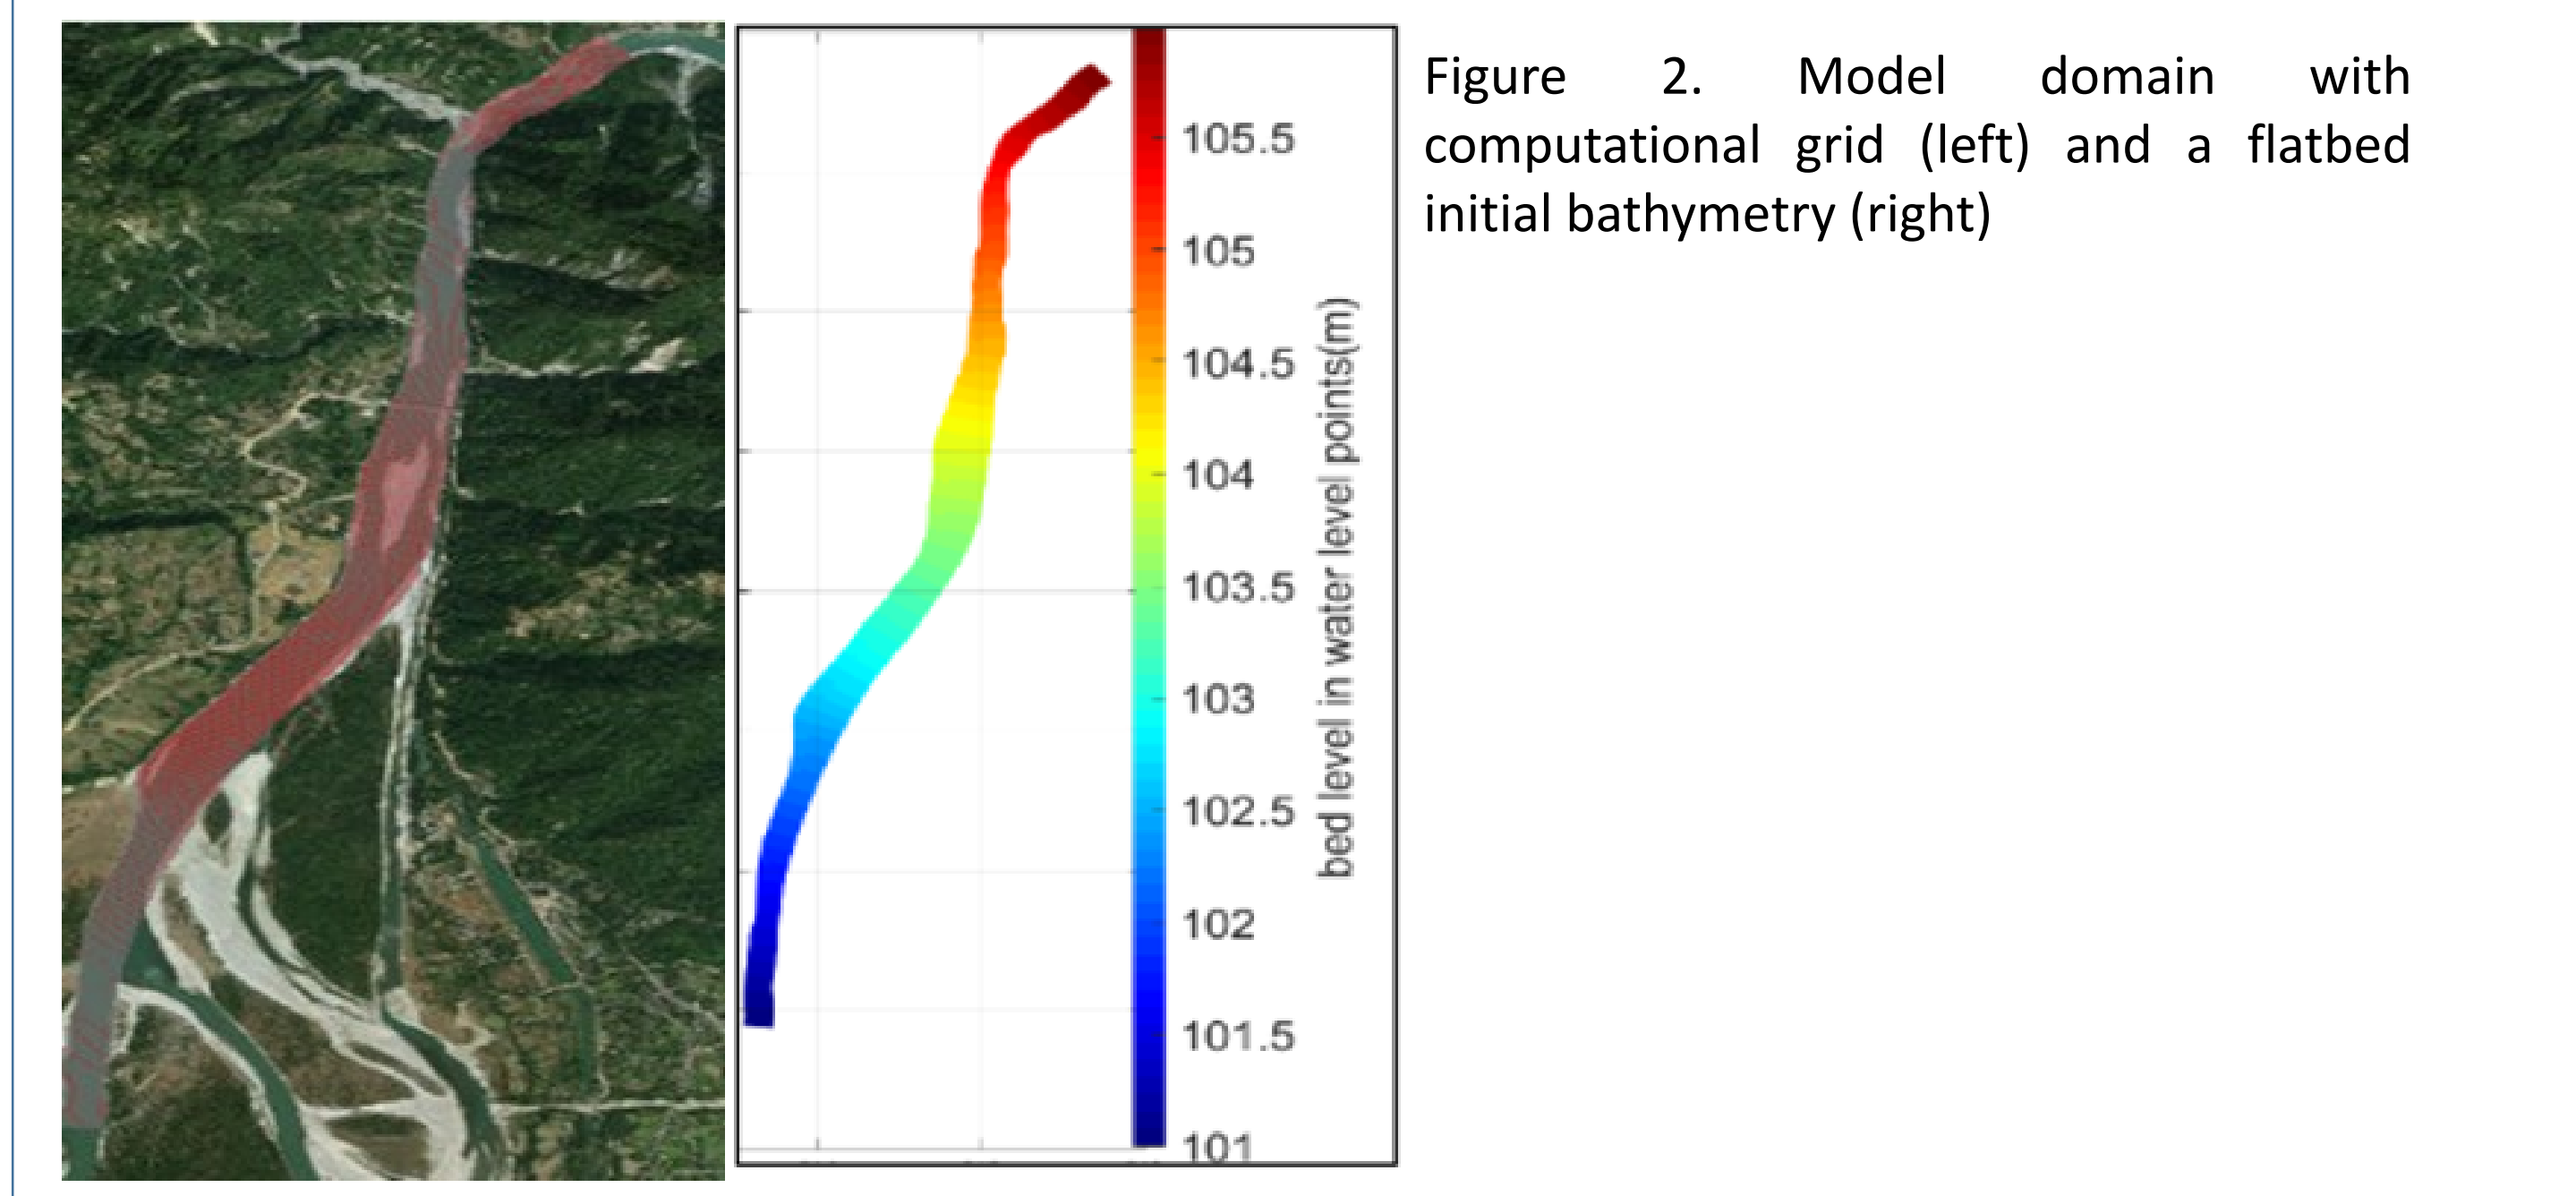 Figure 2. Model domain with
computational grid (left) and a flatbed
initial bathymetry (right)
105.5
105
104.5
104
103.5
103
102.5
102
101.5
101
bed level in water level points(m)